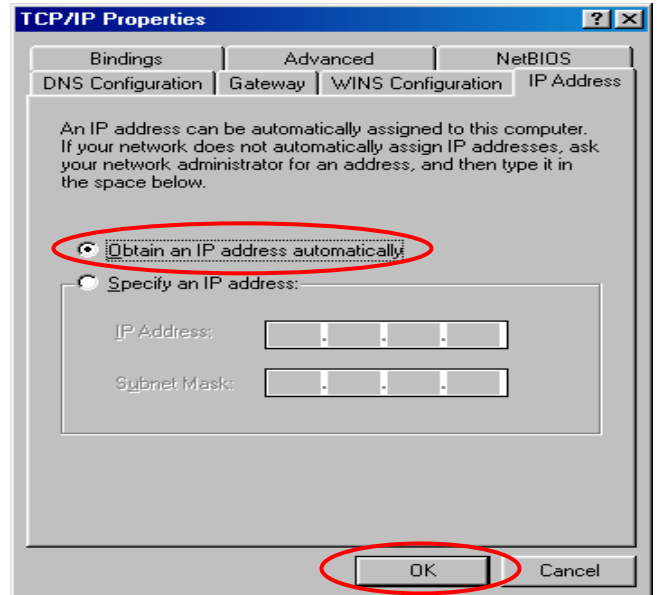 TCP/IP Properties
? ×
Bindings Advanced NetBIOS
DNS Configuration Gateway WINS Configuration IP Address
An IP address can be automatically assigned to this computer.
If your network does not automatically assign IP addresses, ask
your network administrator for an address, and then type it in
the space below.
Obtain an IP address automatically
Specify an IP address:
IP Address:
. . .
Subnet Mask:
. . .
OK Cancel